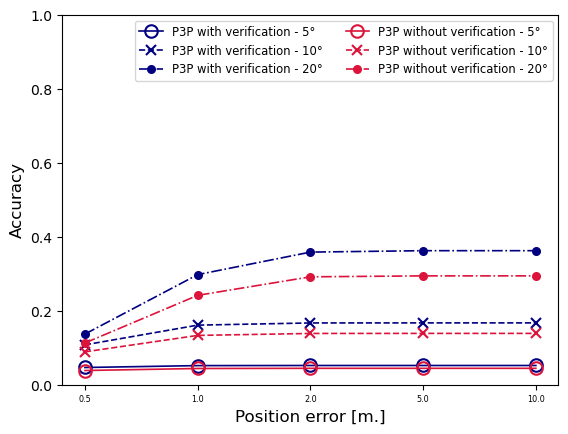 P3P with verification - 5°
P3P with verification - 10°
P3P with verification - 20°
P3P without verification - 5°
P3P without verification - 10°
P3P without verification - 20°
1.0
0.8
0.6
0.4
0.2
0.0
Accuracy
0.5 1.0 2.0 5.0 10.0
Position error [m.]